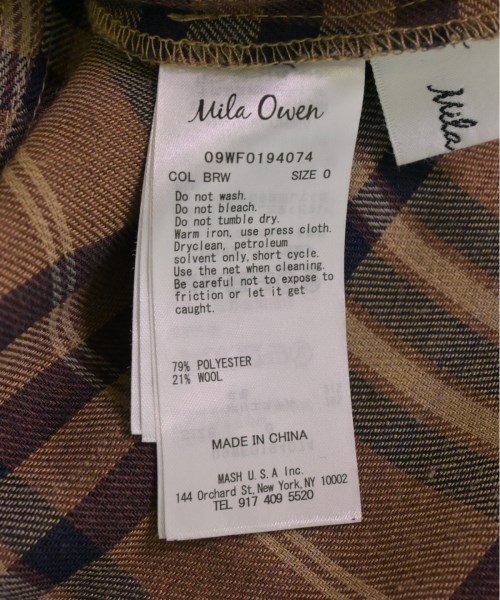 Mila Owen
Mila
09WF0194074
COL BRW SIZE 0
Do not wash.
Do not bleach.
Do not tumble dry.
Warm iron, use press cloth.
Dryclean, petroleum
solvent only, short cycle.
Use the net when cleaning.
Be careful not to expose to
friction or let it get
caught.
79% POLYESTER
21% WOOL
MADE IN CHINA
MASH U.S.A Inc.
144 Orchard St, New York, NY 10002
TEL 917 409 5520